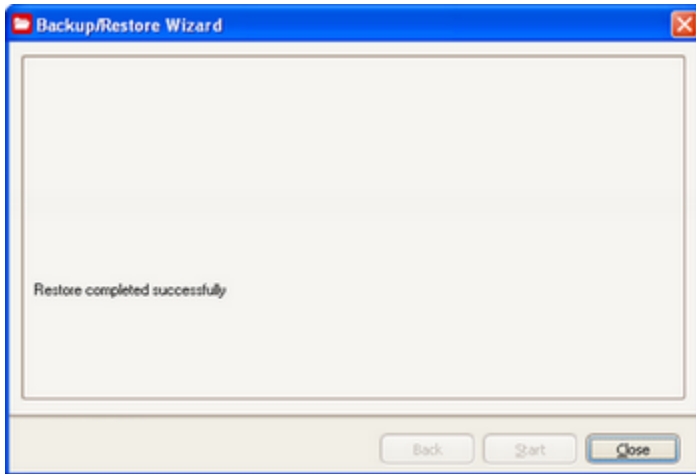 Backup/Restore Wizard
Restore completed successfully
Back
Start
Close